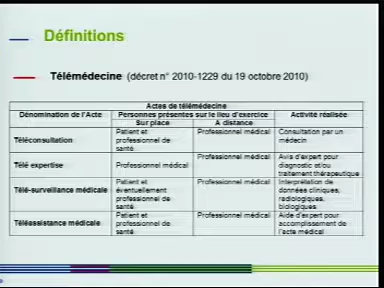 Définitions
Télémédecine (décret n° 2010-1229 du 19 octobre 2010)
Actes de télémédecine
Dénomination de l'Acte Personnes présentes sur le lieu d'exercice Activité réalisée
Sur place A distance
Téléconsultation Patient et professionnel de santé Professionnel médical Consultation par un médecin
Télé expertise Professionnel médical Professionnel médical Avis d'expert pour diagnostic et/ou traitement thérapeutique
Télé-surveillance médicale Patient et éventuellement professionnel de santé Professionnel médical Interprétation de données cliniques, radiologiques, biologiques
Téléassistance médicale Patient et professionnel de santé Professionnel médical Aide d'expert pour accomplissement de l'acte médical